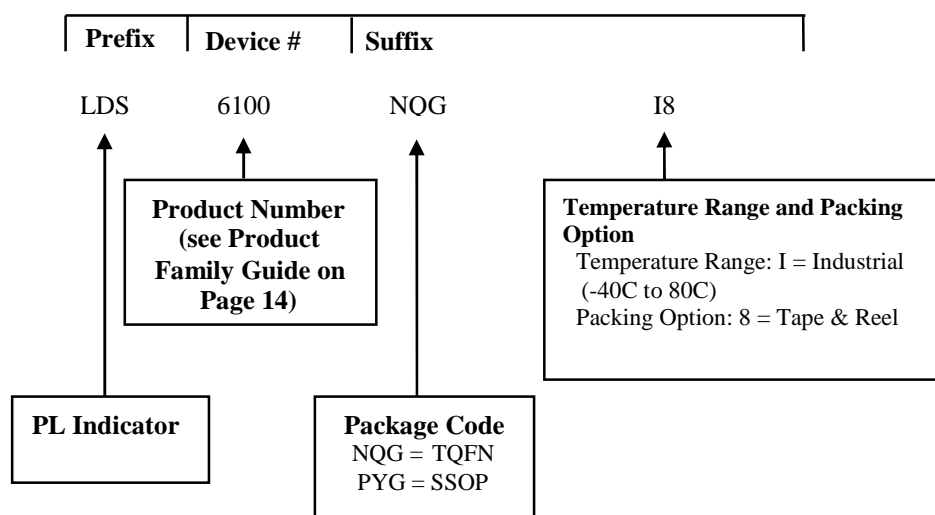 Prefix Device # Suffix
LDS 6100 NQG I8
Product Number
(see Product
Family Guide on
Page 14)
Temperature Range and Packing
Option
Temperature Range: I = Industrial
(-40C to 80C)
Packing Option: 8 = Tape & Reel
PL Indicator
Package Code
NQG = TQFN
PYG = SSOP